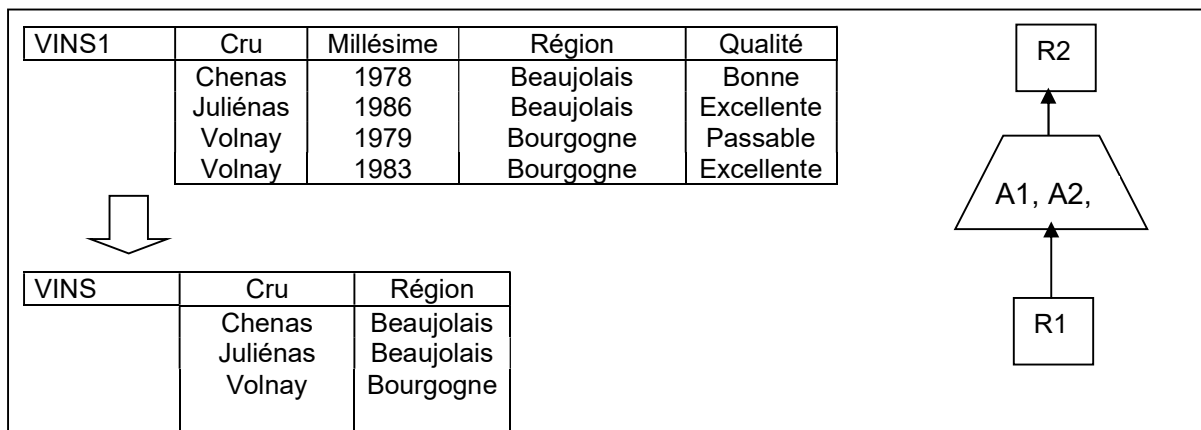 VINS1 Cru Millésime Région Qualité
Chenas 1978 Beaujolais Bonne
Juliénas 1986 Beaujolais Excellente
Volnay 1979 Bourgogne Passable
Volnay 1983 Bourgogne Excellente
VINS Cru Région
Chenas Beaujolais
Juliénas Beaujolais
Volnay Bourgogne
R2
A1, A2,
R1